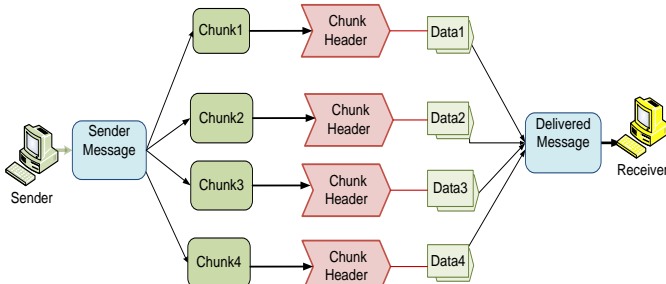 Chunk1
Chunk
Header
Data1
Chunk2
Chunk
Header
Data2
Sender
Message
Delivered
Message
Sender
Receiver
Chunk3
Chunk
Header
Data3
Chunk4
Chunk
Header
Data4